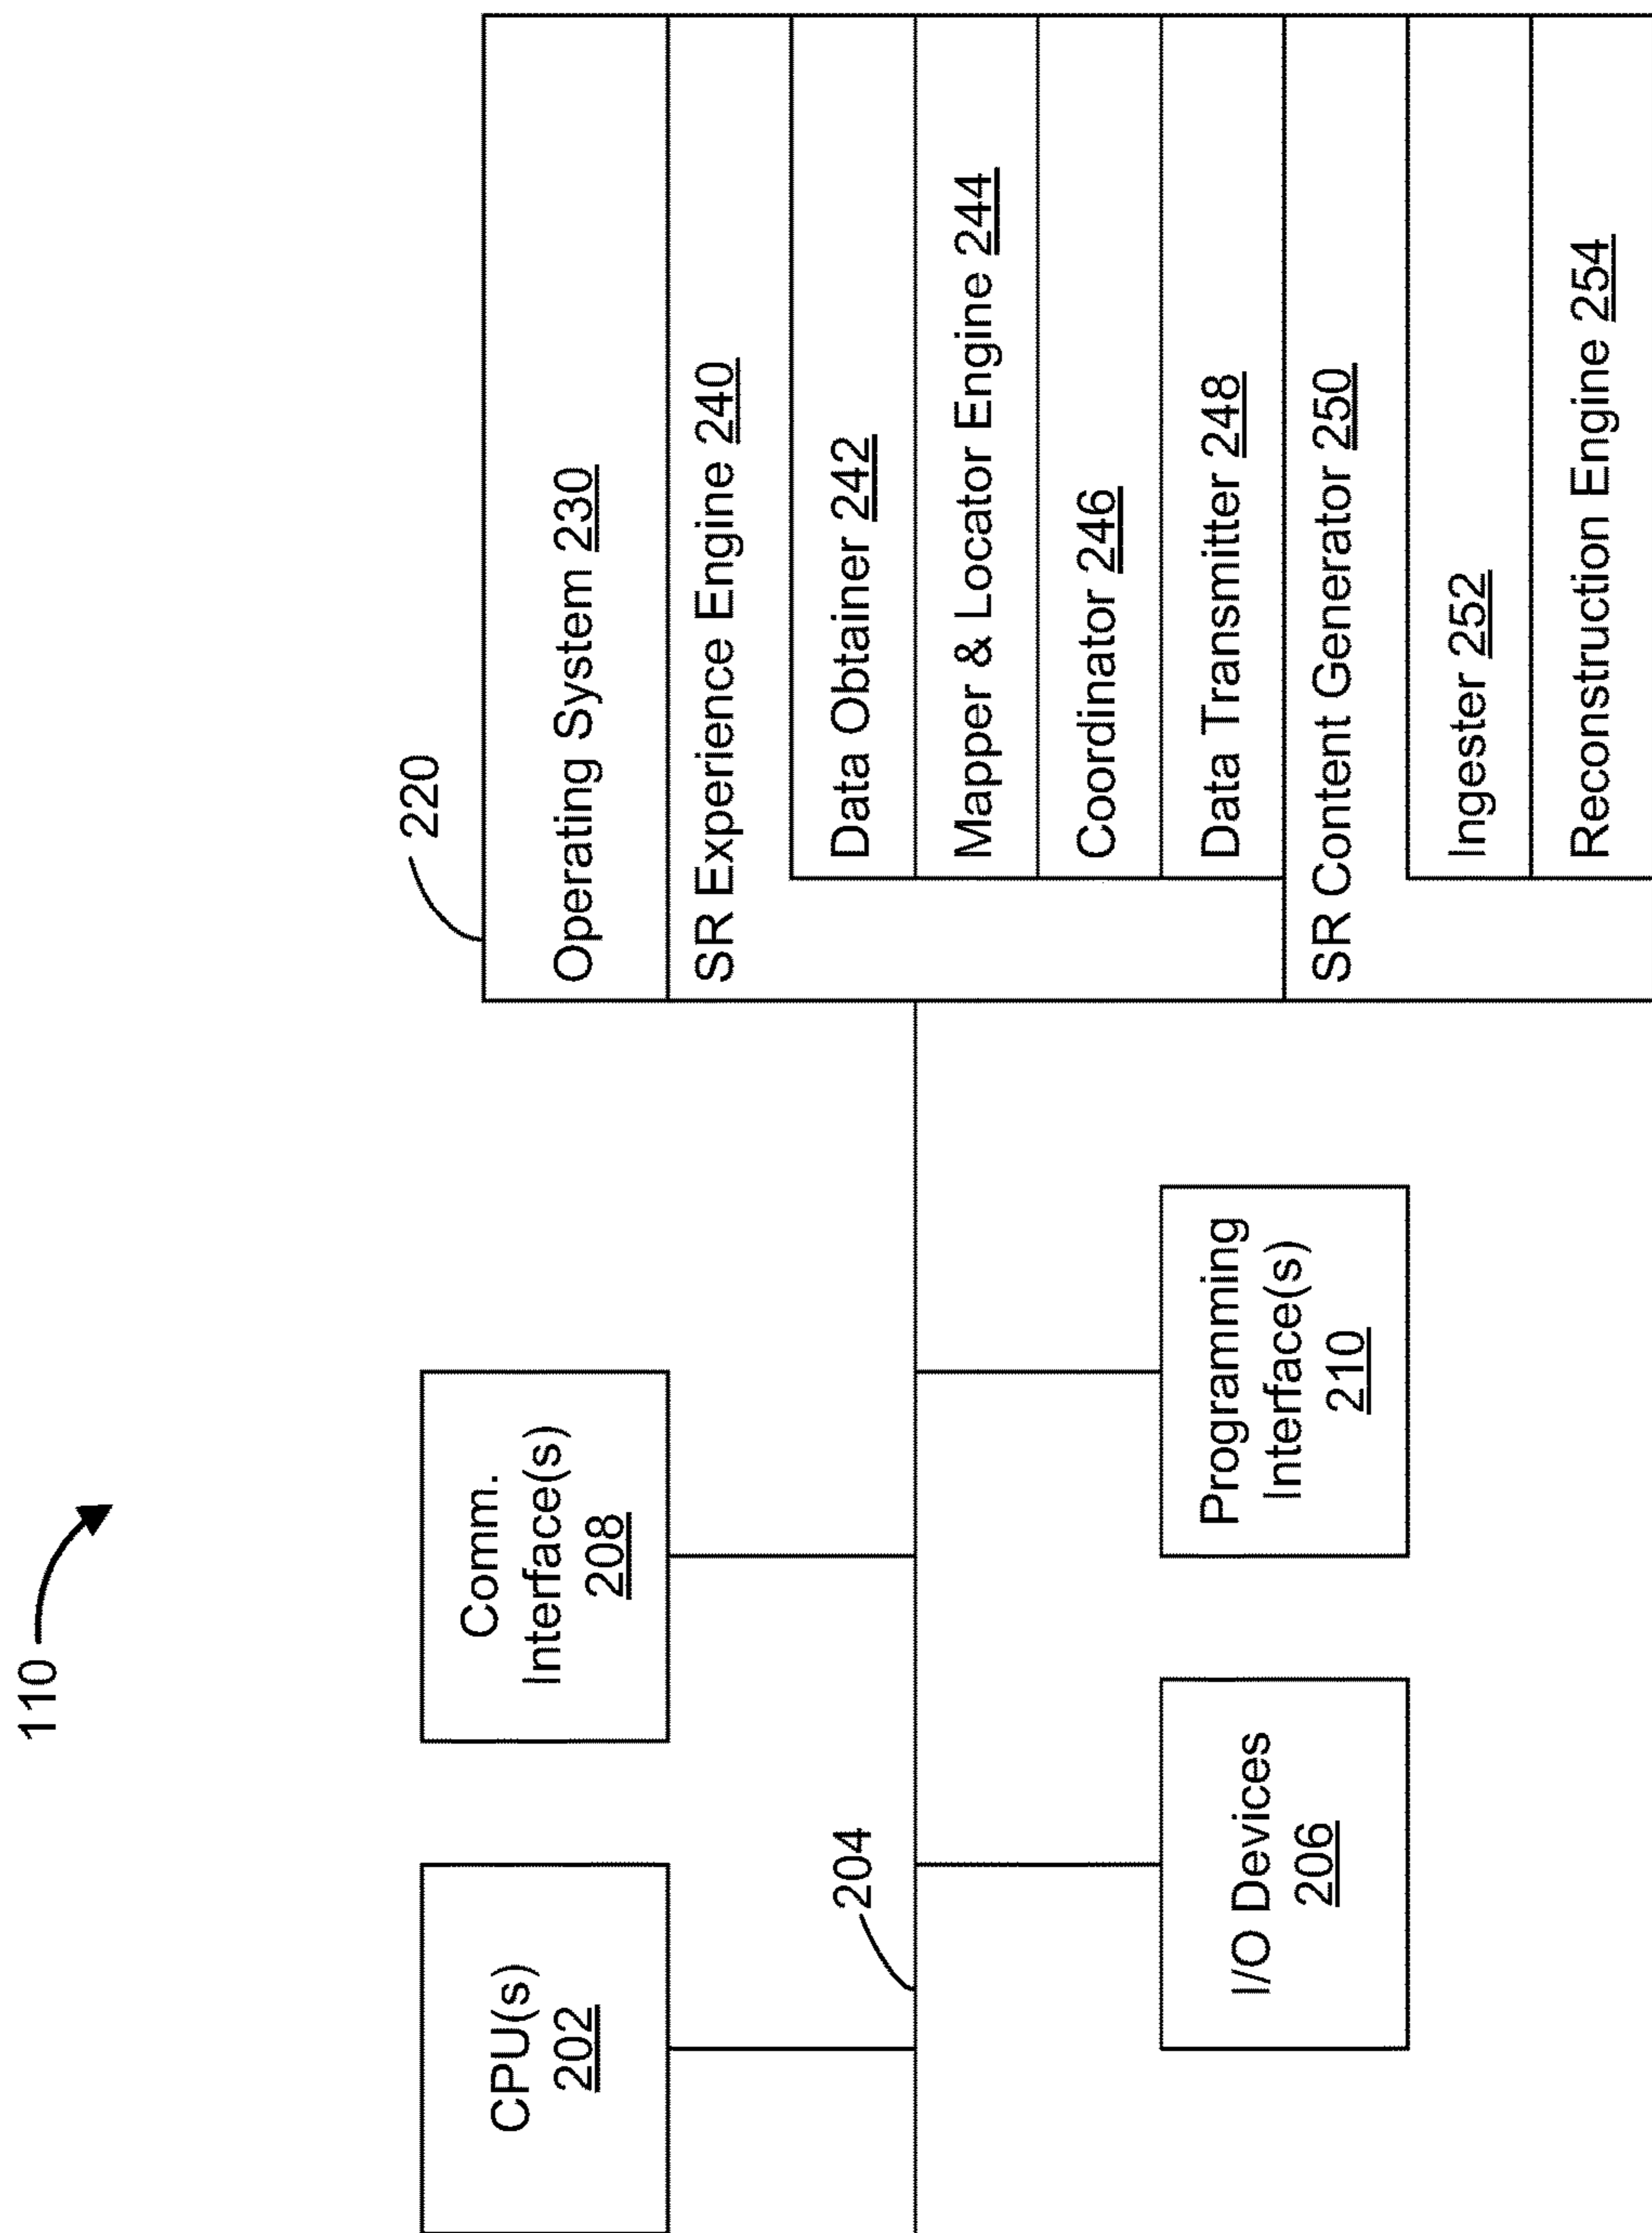 110
220
CPU(s)
202
Comm.
Interface(s)
208
204
I/O Devices
206
Programming
Interface(s)
210
Operating System 230
SR Experience Engine 240
Data Obtainer 242
Mapper & Locator Engine 244
Coordinator 246
Data Transmitter 248
SR Content Generator 250
Ingester 252
Reconstruction Engine 254